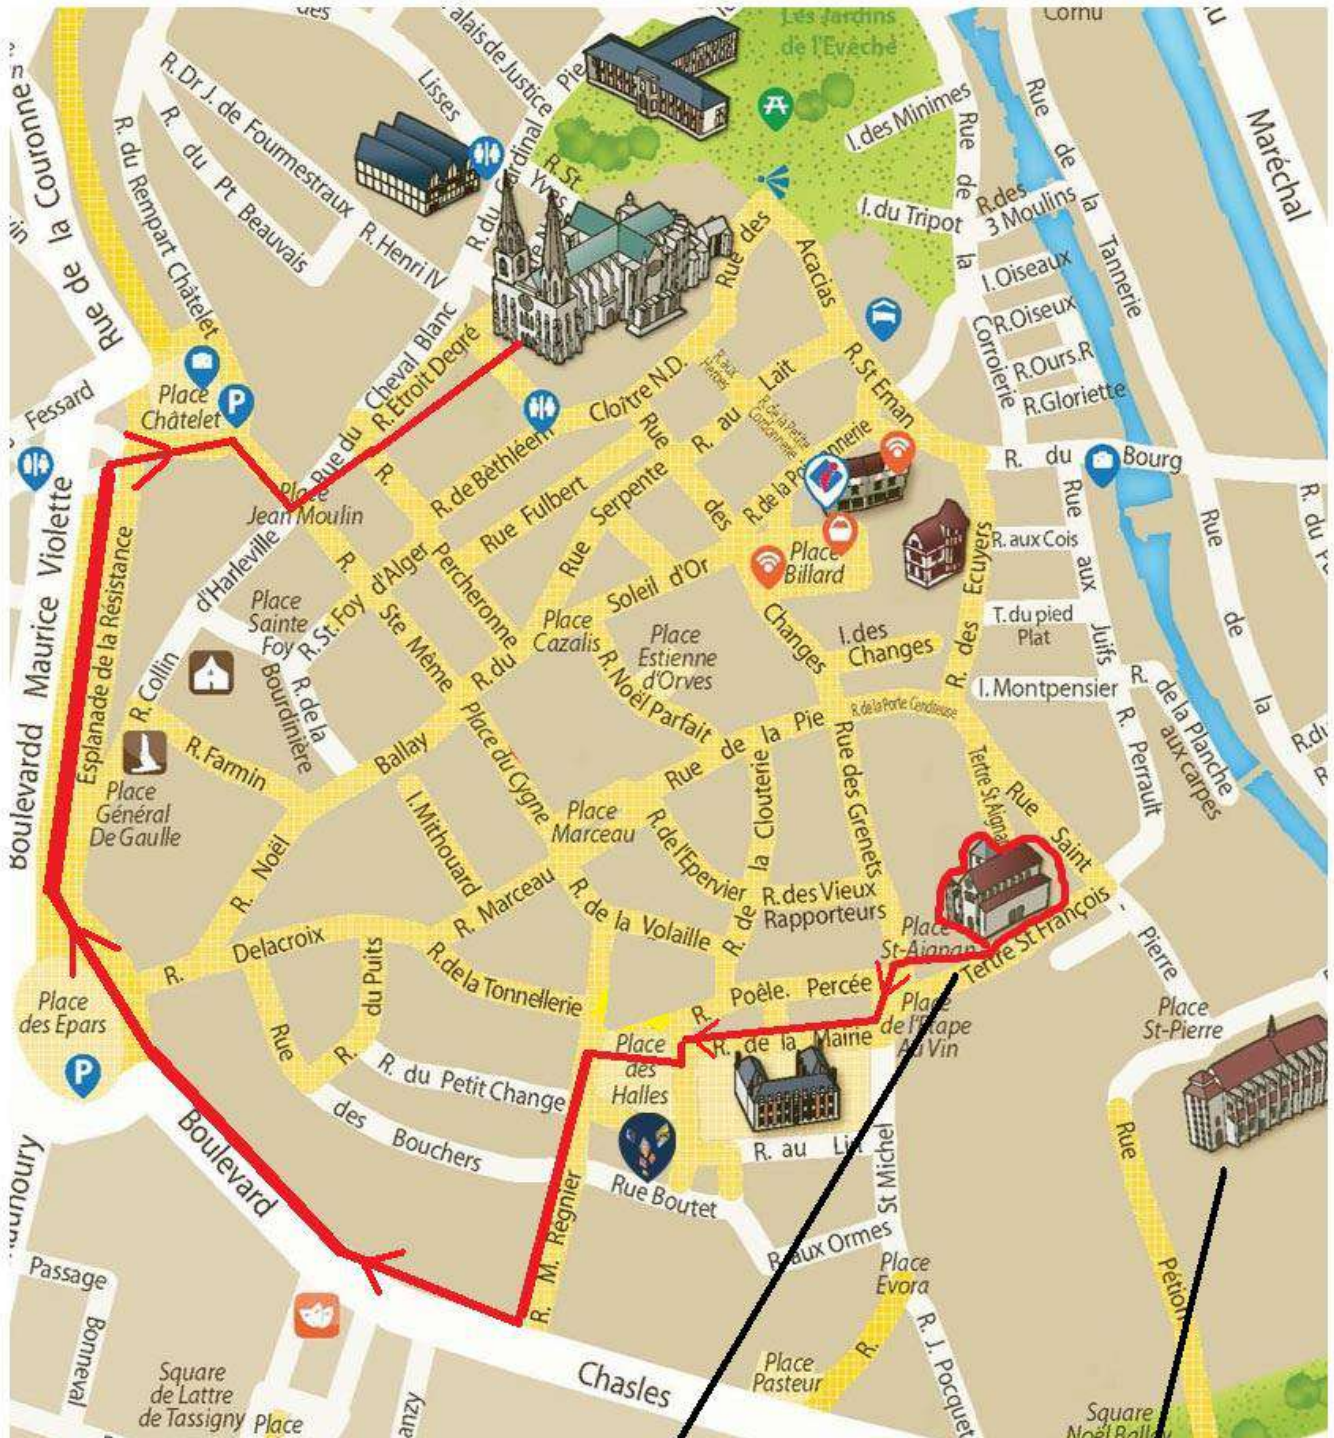 des
Palais de Justice
Pie
Les Jardins
de l'Evêché
Cornu
R. Dr J. de Fourmestraux
Lisses
R. du Pt Beauvais
R. du Rempart Châtelet
Rue de la Couronne
R. Henri IV
R. du Cardinal
R. St Yves
I. des Minimes
Rue de la Corroierie
Rue de la Tannerie
Maréchal
I. du Tripot
R. des
3 Moulins
I. Oiseaux
R. Oiseux
R. Ours. R
R. Gloriette
Rue des Acacias
R. St Eman
Fessard
Place
Châtelet
P
Rue du Cheval Blanc
R. Etroit Degré
Cloître N.D.
R. aux
Herbes
R. au Lait
R. de la Petite
Cordonnerie
R. de la Poissonnerie
R. du Bourg
Place
Jean Moulin
R. de Bèthléem
Rue Fulbert
Rue Serpente
Rue des Changes
Place
Billard
R. des Ecuyers
R. aux Cois
Rue aux Juifs
Rue de la
R. du
Boulevardd Maurice Violette
Esplanade de la Résistance
d'Harleville
R. Collin
Place
Sainte
Foy
R. St. Foy d'Alger
R. Percheronne
R. Ste Même
Soleil d'Or
Place
Cazalis
Place
Estienne
d'Orves
I. des
Changes
T. du pied
Plat
I. Montpensier
R. de la Planche
aux carpes
R. Perrault
R. du
R. de la
Bourdinière
R. du
Ballay
R. Noël Parfait
Rue de la Pie
R. de la Porte Cendreuse
R. Farmin
Place
Général
De Gaulle
Place du Cygne
Place
Marceau
I. Mithouard
R. Noël
R. de l'Epervier
R. de la Clouterie
Rue des Grenets
Tertre St Aignan
Rue Saint Pierre
R. Marceau
R. de la Volaille
R. des Vieux
Rapporteurs
Place
St-Aignan
Tertre St François
R. Delacroix
R. de la Tonnellerie
R. du Puits
Rue
R. Poêle. Percée
Place
de l'Etape
Au Vin
Place
St-Pierre
Place
des Epars
P
R. de la Mairie
Place
des
Halles
R. du Petit Change
des Bouchers
Rue Boutet
R. au Lin
St Michel
R. aux Ormes
Place
Evora
Rue Pétion
Boulevard
Chasles
R. M. Régnier
Passage
Bonneval
Square
de Lattre
de Tassigny
Place
anzy
Place
Pasteur
R.
R. J. Pocquet
Square
Noël Ballay